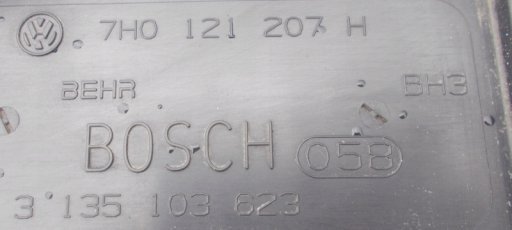 7H0 121 207 H
BEHR BH3
BOSCH 058
3 135 103 623